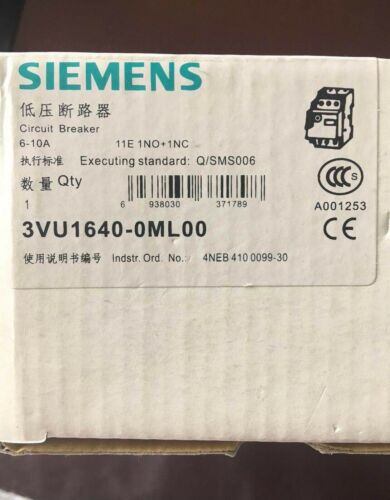 SIEMENS
低压断路器
Circuit Breaker
6-10A 11E 1NO+1NC
执行标准 Executing standard: Q/SMS006
数量 Qty
1
6 938030 371789
A001253
3VU1640-0ML00
CE
使用说明书编号 Indstr. Ord. No.: 4NEB 410 0099-30